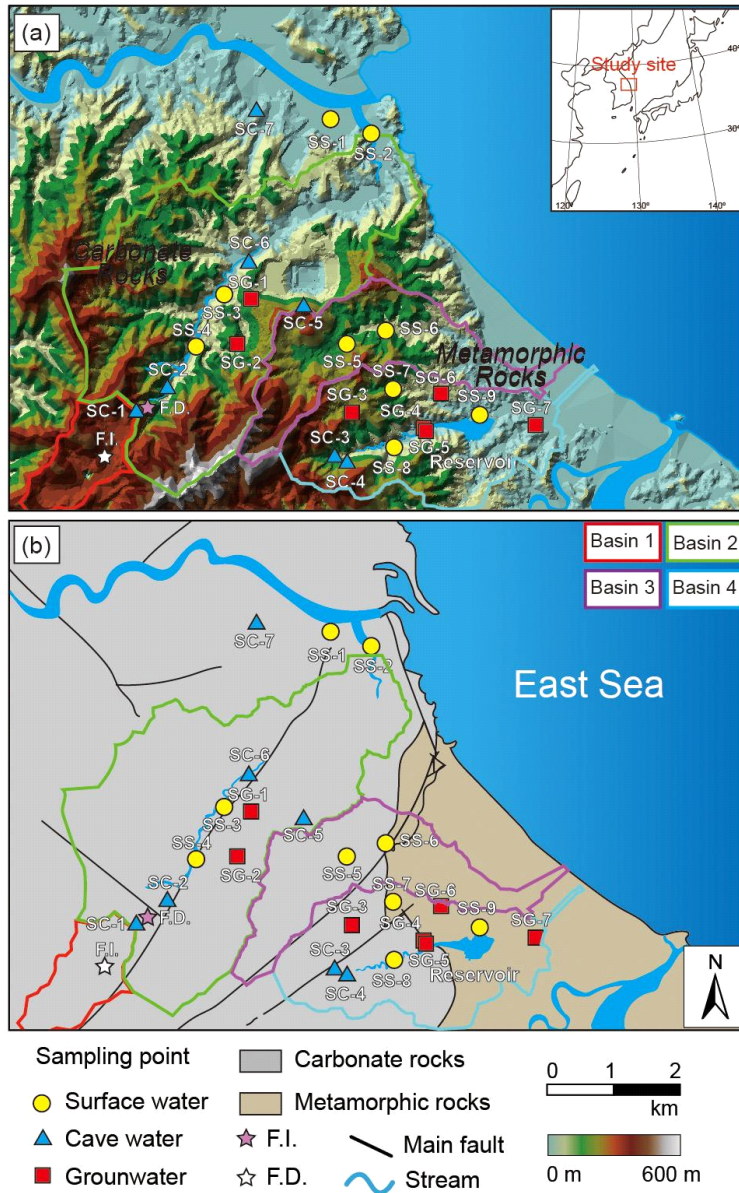 (a)
Study site
40°
30°
120°
130°
140°
SC-7
SS-1
SS-2
Carbonate
Rocks
SC-6
SG-1
SS-3
SC-5
SS-4
SG-2
SS-6
SS-5
Metamorphic
Rocks
SC-2
SS-7
SG-6
SG-3
SS-9
SC-1
F.D.
SG-4
SG-7
F.I.
SC-3
SG-5
SC-4
SS-8
Reservoir
(b)
Basin 1
Basin 2
Basin 3
Basin 4
SC-7
SS-1
SS-2
East Sea
SC-6
SG-1
SS-3
SC-5
SS-4
SG-2
SS-6
SS-5
SC-2
SS-7
SG-6
SG-3
SS-9
SC-1
F.D.
SG-4
SG-7
F.I.
SC-3
SG-5
SC-4
SS-8
Reservoir
N
Sampling point
Carbonate rocks
0 1 2
Surface water
Metamorphic rocks
km
Cave water
F.I.
Main fault
Grounwater
F.D.
Stream
0 m 600 m